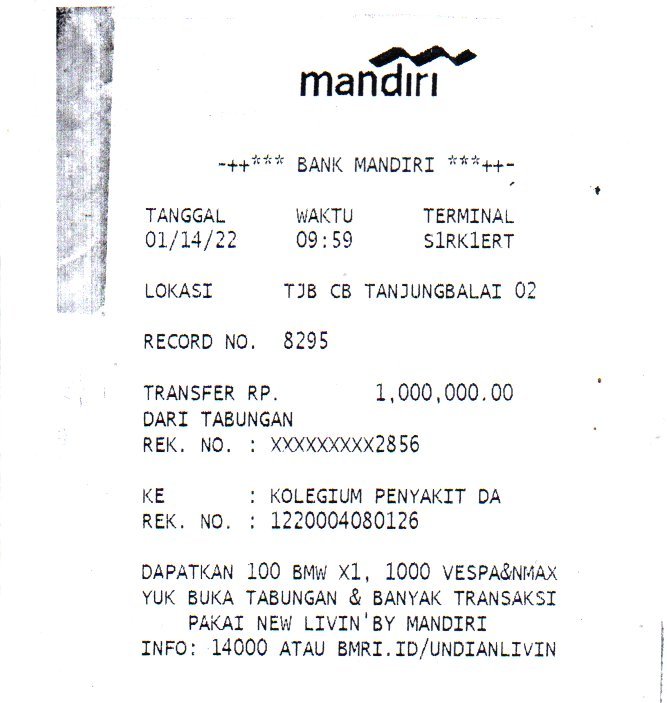 mandiri
-++*** BANK MANDIRI ***++-
TANGGAL WAKTU TERMINAL
01/14/22 09:59 S1RK1ERT
LOKASI TJB CB TANJUNGBALAI 02
RECORD NO. 8295
TRANSFER RP. 1,000,000.00
DARI TABUNGAN
REK. NO. : XXXXXXXXX2856
KE : KOLEGIUM PENYAKIT DA
REK. NO. : 1220004080126
DAPATKAN 100 BMW X1, 1000 VESPA&NMAX
YUK BUKA TABUNGAN & BANYAK TRANSAKSI
PAKAI NEW LIVIN'BY MANDIRI
INFO: 14000 ATAU BMRI.ID/UNDIANLIVIN